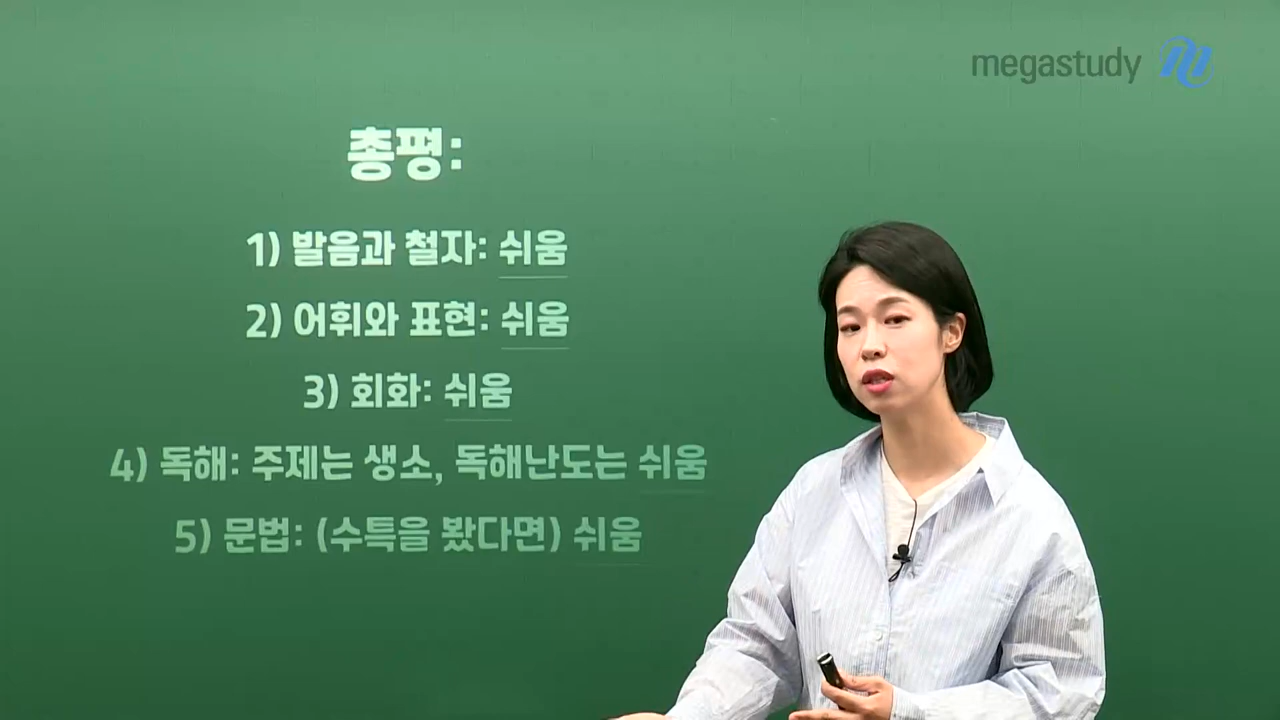 megastudy
총평:
1) 발음과 철자: 쉬움
2) 어휘와 표현: 쉬움
3) 회화: 쉬움
4) 독해: 주제는 생소, 독해난도는 쉬움
5) 문법: (수특을 봤다면) 쉬움